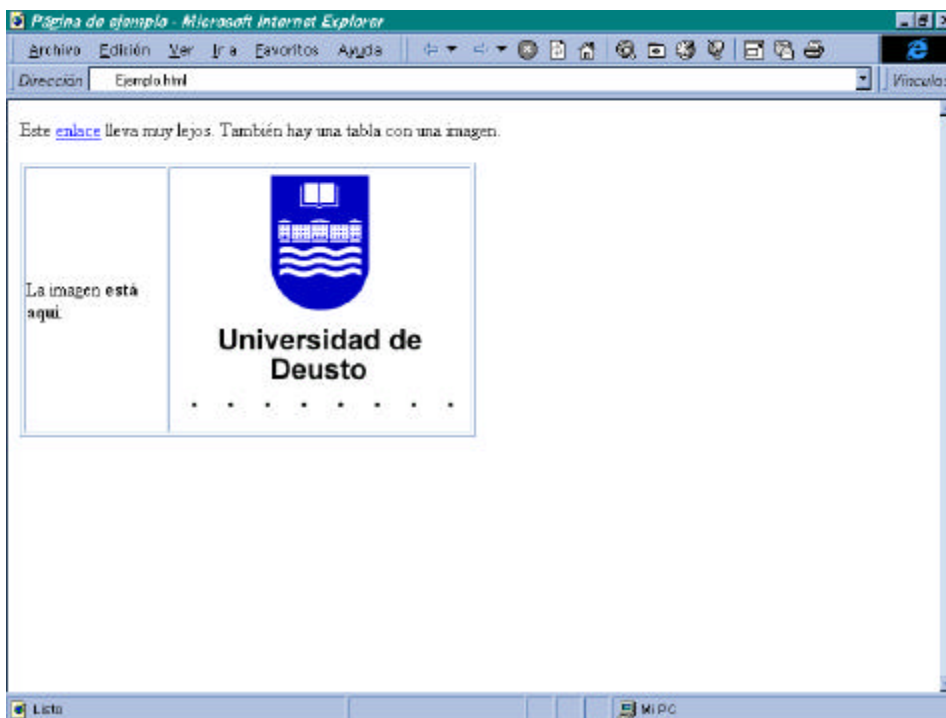 Página de ejemplo - Microsoft Internet Explorer
Archivo Edición Ver Ir a Favoritos Ayuda
Dirección Ejemplo.html Vínculos
Este enlace lleva muy lejos. También hay una tabla con una imagen.
La imagen está
aquí.
Universidad de
Deusto
Listo Mi PC